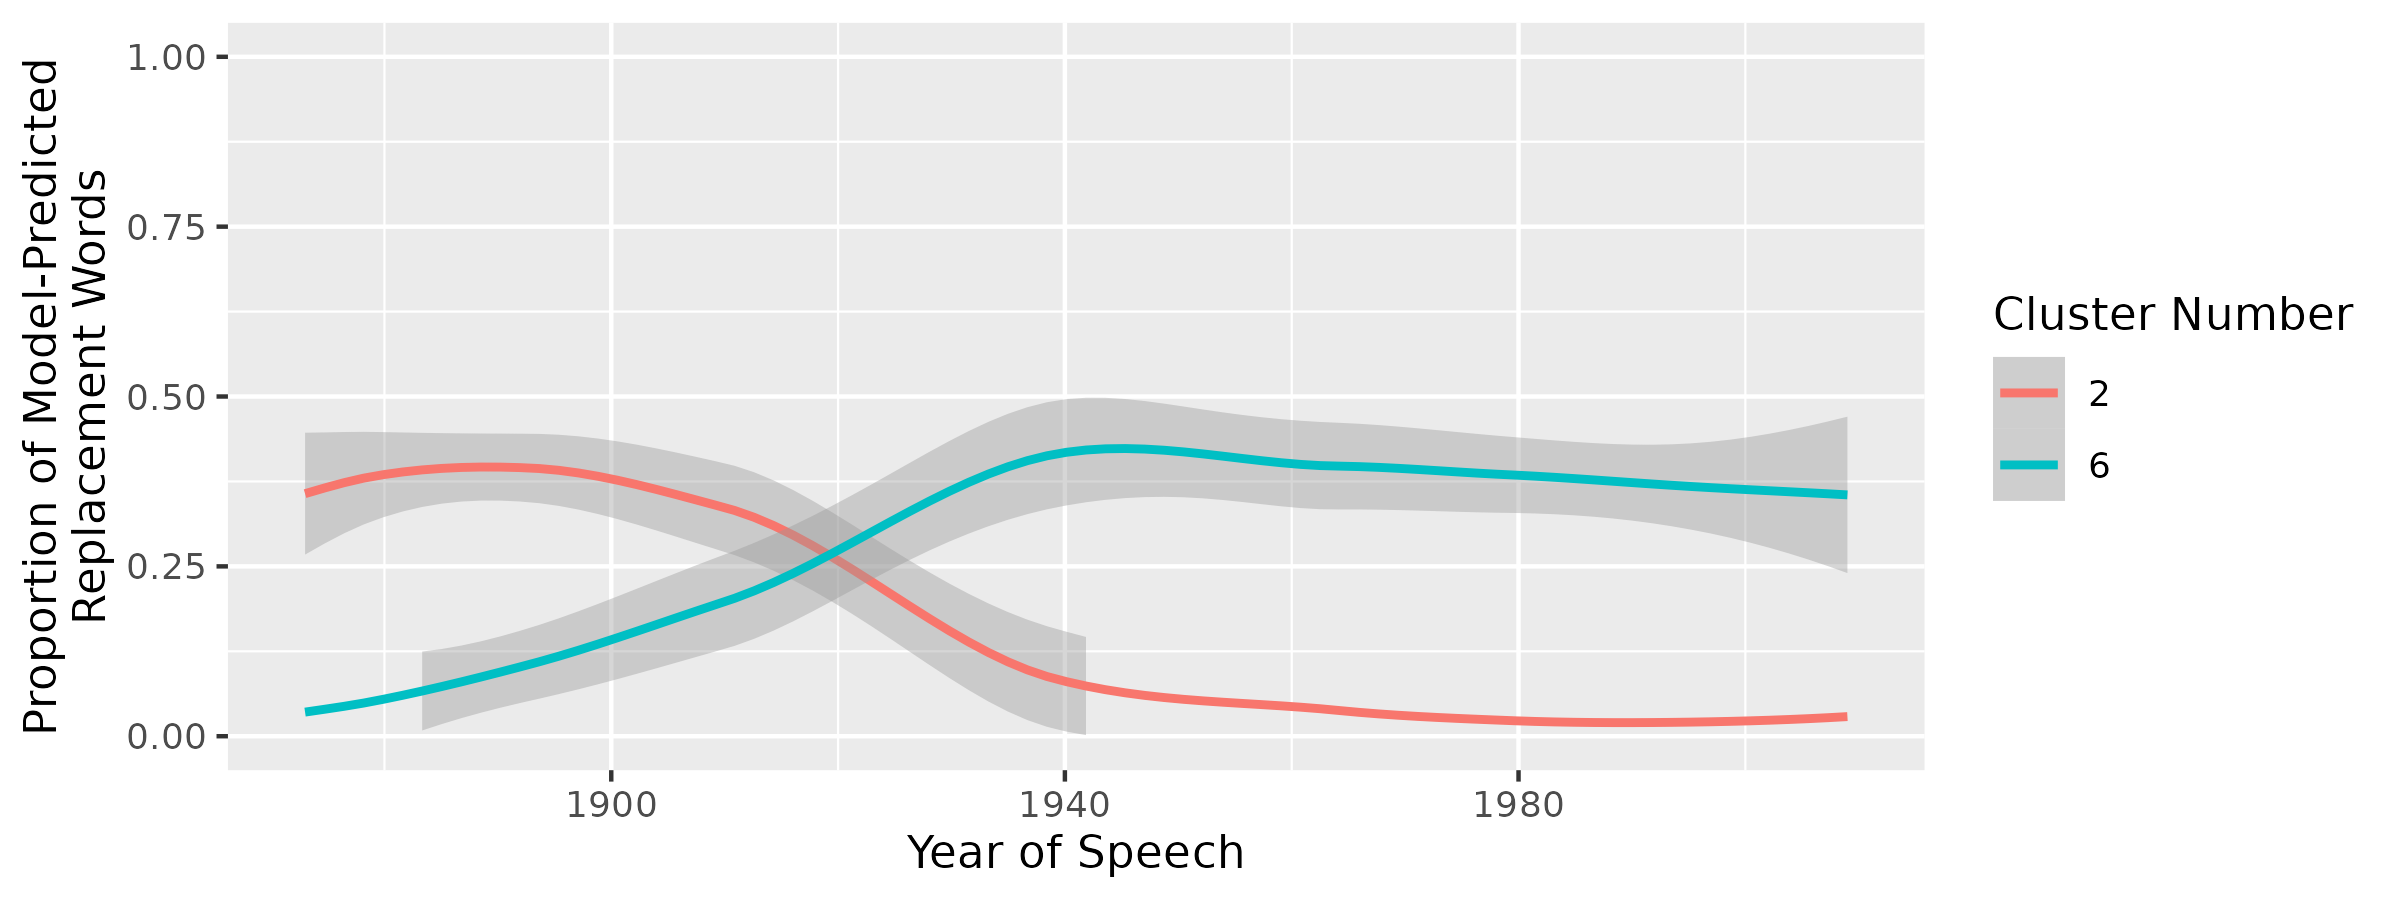 Proportion of Model-Predicted
Replacement Words
1.00
0.75
0.50
0.25
0.00
1900 1940 1980
Year of Speech
Cluster Number
2
6